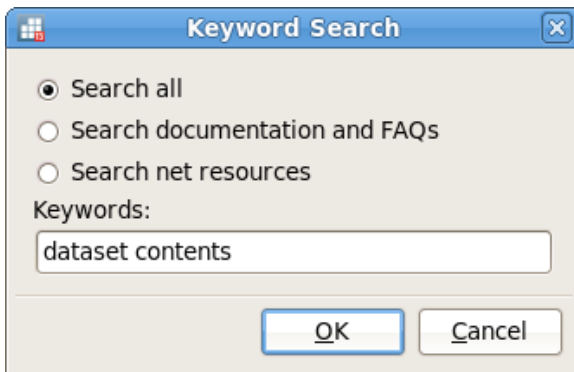 Keyword Search
Search all
Search documentation and FAQs
Search net resources
Keywords:
dataset contents
OK
Cancel